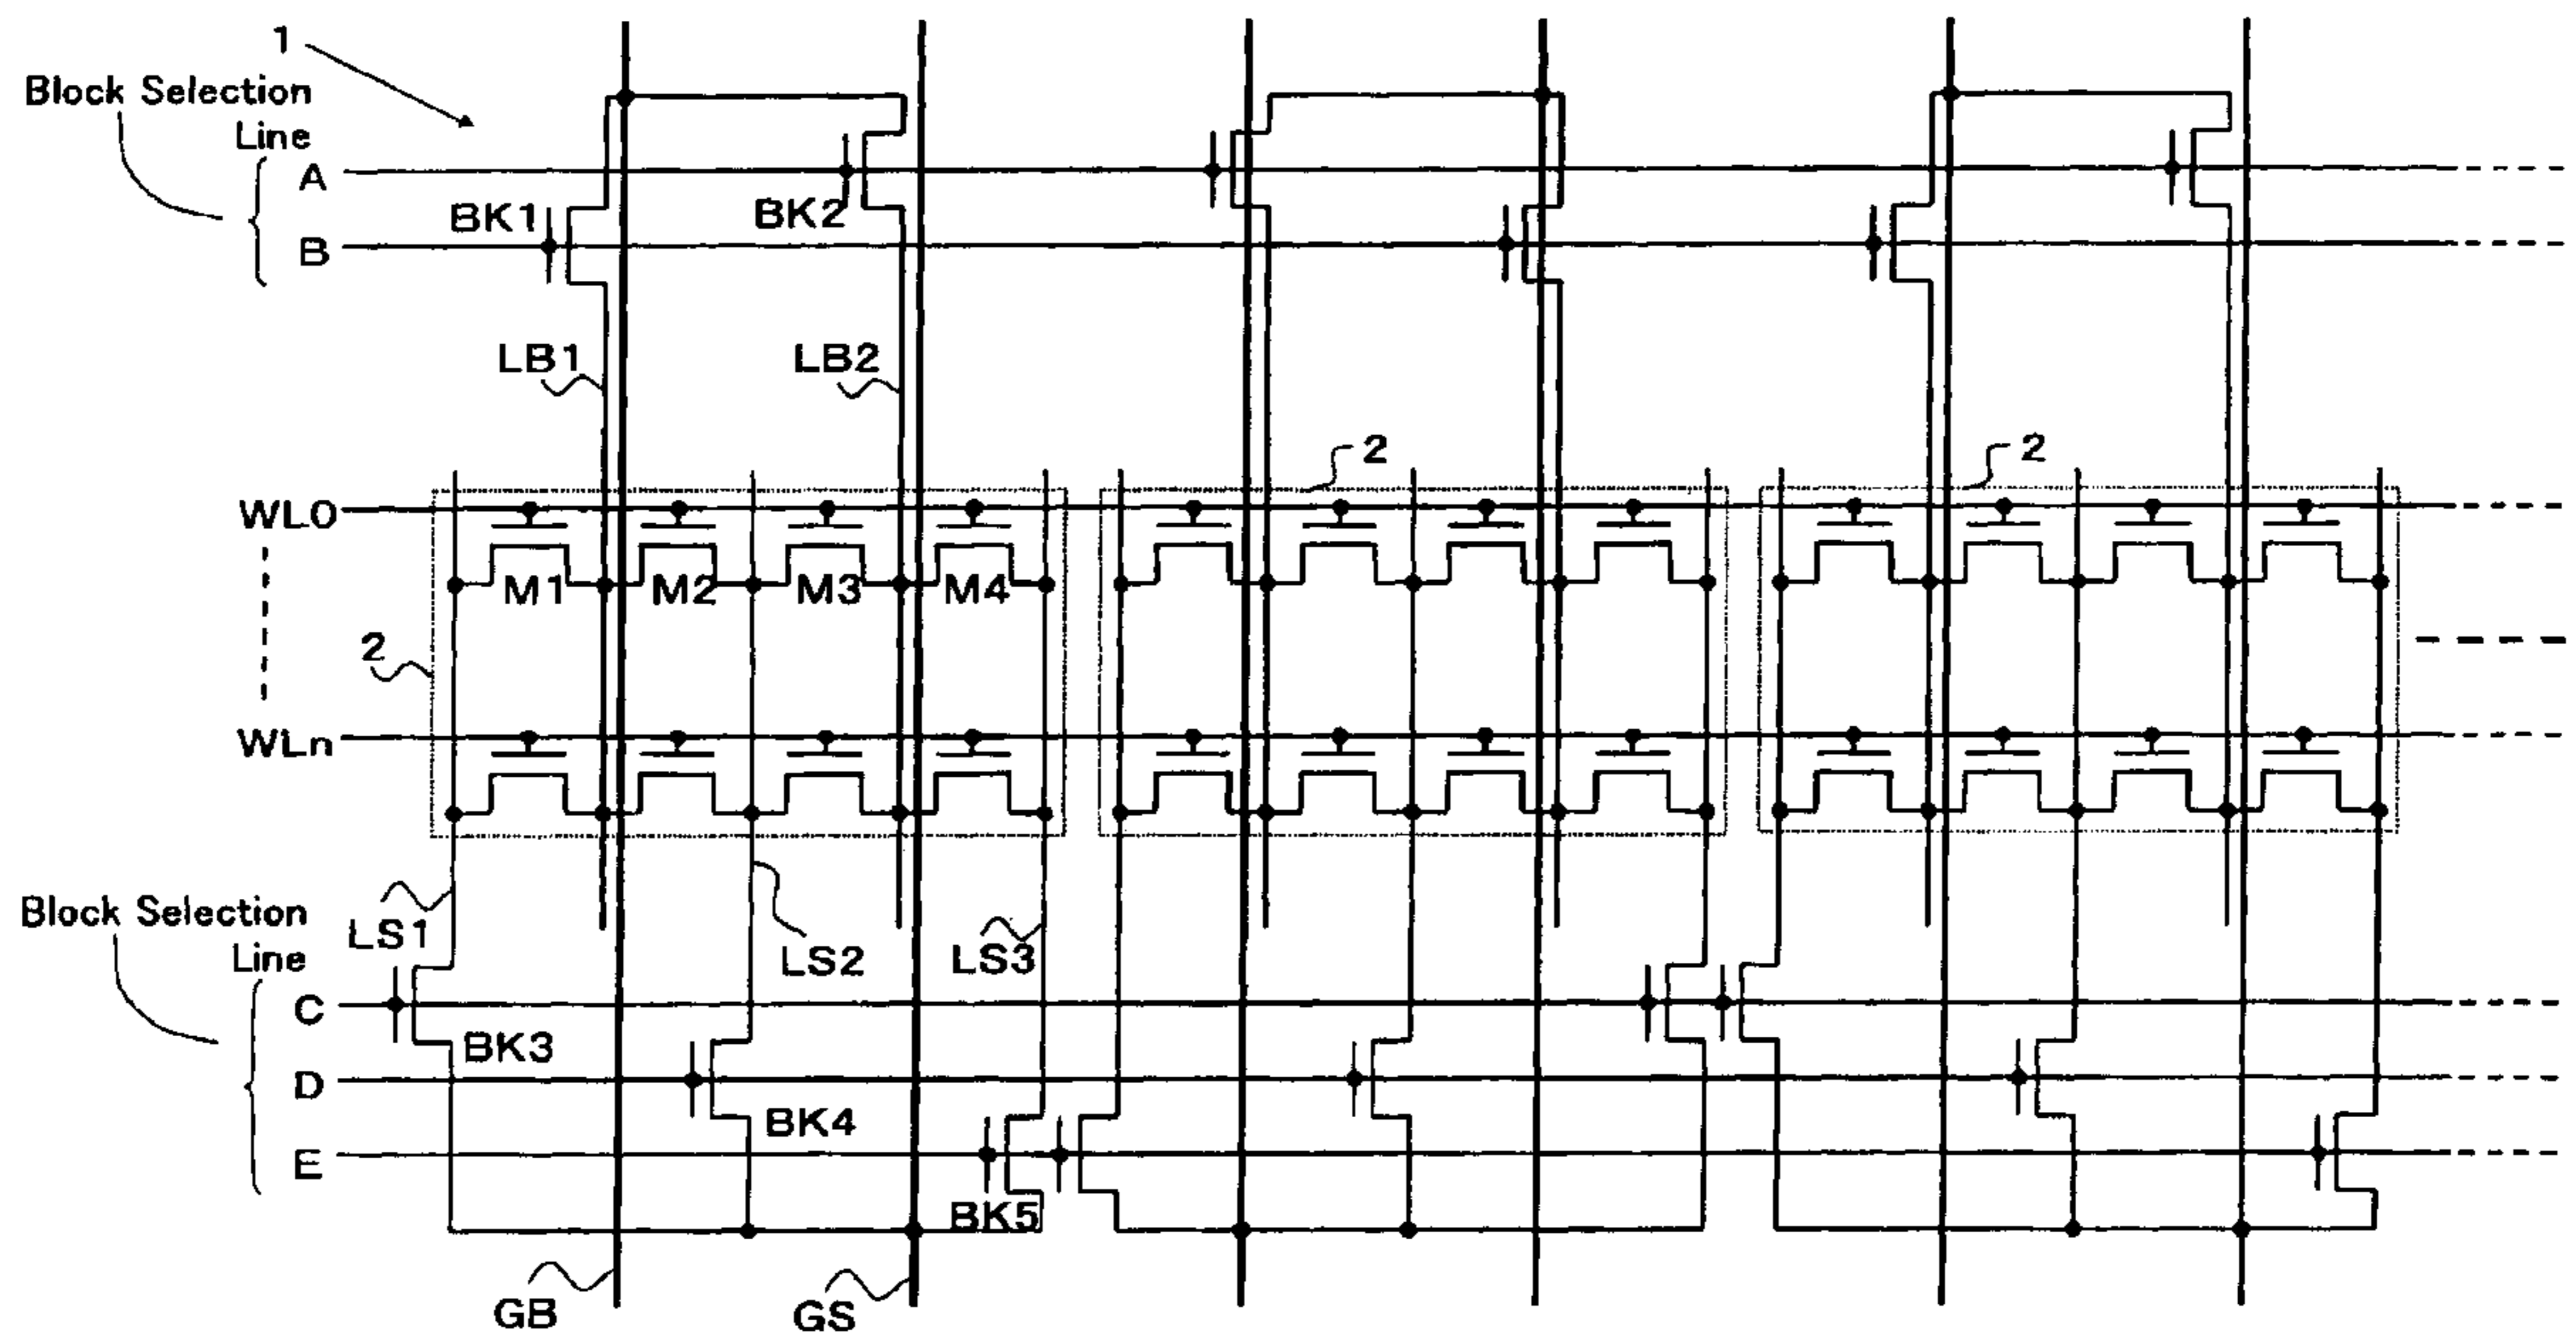 1
Block Selection
Line
A
BK1
BK2
B
LB1
LB2
2
2
WL0
M1
M2
M3
M4
2
WLn
Block Selection
Line
LS1
LS2
LS3
C
BK3
D
BK4
E
BK5
GB
GS